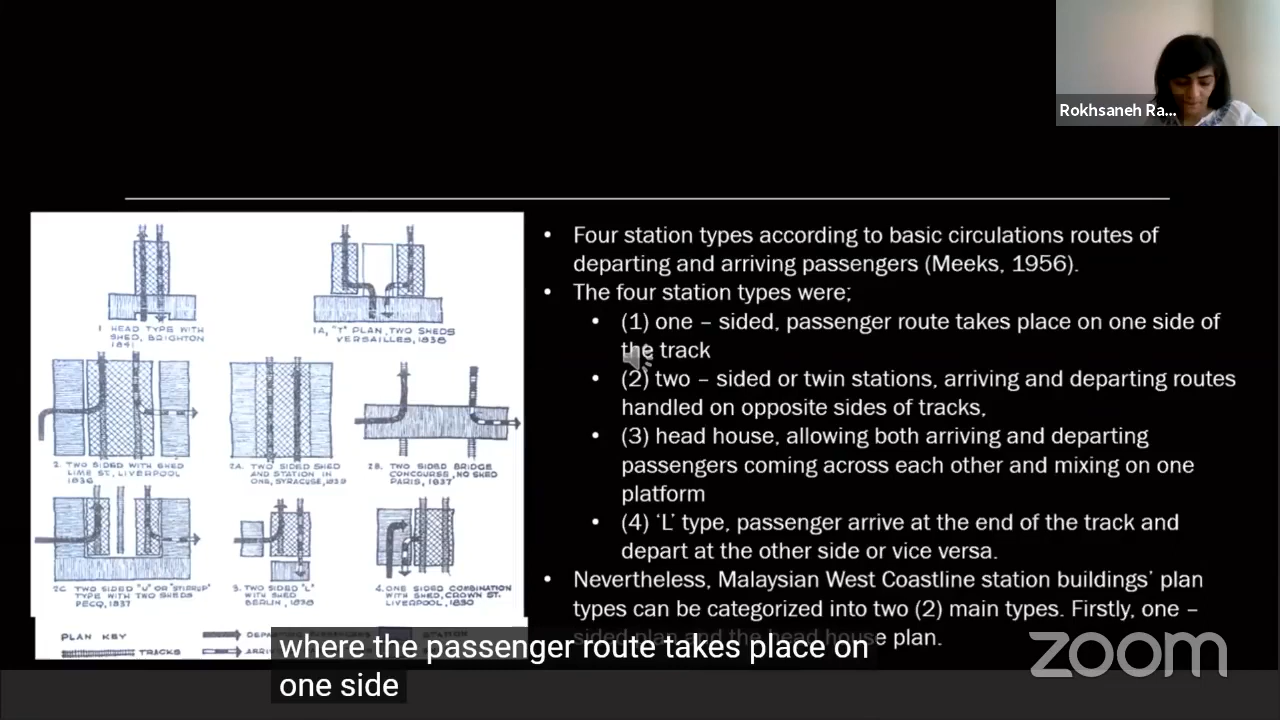 Rokhsaneh Ra...
• Four station types according to basic circulations routes of
departing and arriving passengers (Meeks, 1956).
• The four station types were;
• (1) one – sided, passenger route takes place on one side of
the track
• (2) two – sided or twin stations, arriving and departing routes
handled on opposite sides of tracks,
• (3) head house, allowing both arriving and departing
passengers coming across each other and mixing on one
platform
• (4) ‘L’ type, passenger arrive at the end of the track and
depart at the other side or vice versa.
• Nevertheless, Malaysian West Coastline station buildings’ plan
types can be categorized into two (2) main types. Firstly, one –
sided plan and the head house plan.
1 HEAD TYPE WITH
SHED, BRIGHTON
1841
1A, "T" PLAN, TWO SHEDS
VERSAILLES, 1838
2. TWO SIDED WITH SHED
LIME ST, LIVERPOOL
1836
2A. TWO SIDED SHED
AND STATION IN
ONE, SYRACUSE, 1839
2B. TWO SIDED BRIDGE
CONCOURSE, NO SHED
PARIS, 1837
2C TWO SIDED "U" OR "STIRRUP"
TYPE WITH TWO SHEDS
PECQ, 1837
3. TWO SIDED "L"
WITH SHED
BERLIN, 1838
4. ONE SIDED COMBINATION
WITH SHED, CROWN ST.
LIVERPOOL, 1830
PLAN KEY
TRACKS
where the passenger route takes place on
one side
zoom